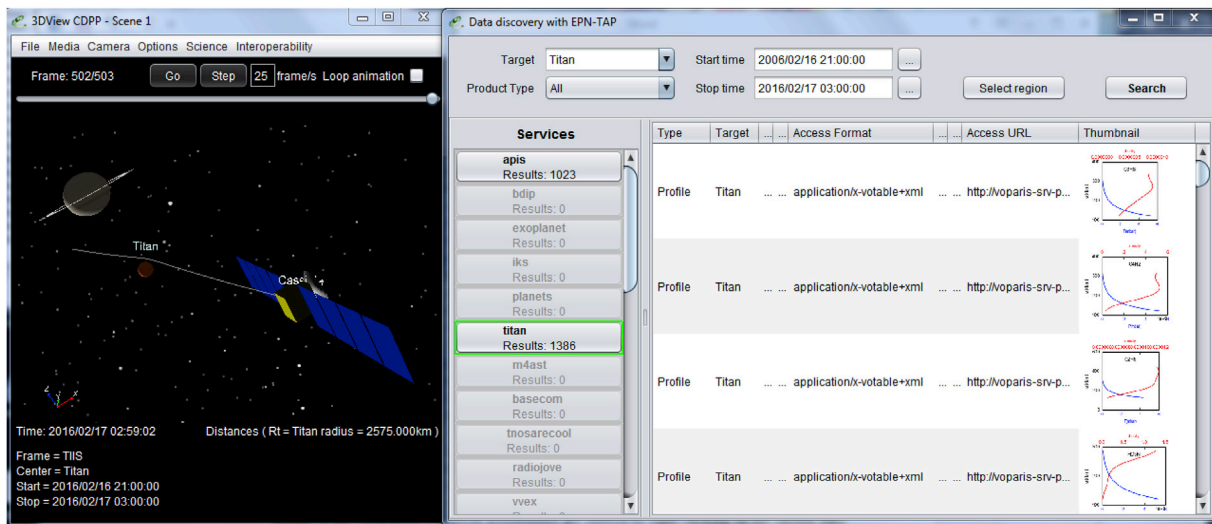 3DView CDPP - Scene 1
File Media Camera Options Science Interoperability
Frame: 502/503 Go Step 25 frame/s Loop animation
Titan
Cass
z y x
Time: 2016/02/17 02:59:02 Distances ( Rt = Titan radius = 2575.000km )
Frame = TIIS
Center = Titan
Start = 2016/02/16 21:00:00
Stop = 2016/02/17 03:00:00
Data discovery with EPN-TAP
Target Titan Start time 2006/02/16 21:00:00 ...
Product Type All Stop time 2016/02/17 03:00:00 ... Select region Search
Services
apis
Results: 1023
bdip
Results: 0
exoplanet
Results: 0
iks
Results: 0
planets
Results: 0
titan
Results: 1386
m4ast
Results: 0
basecom
Results: 0
tnosarecool
Results: 0
radiojove
Results: 0
vvex
Type Target ... ... Access Format ... ... Access URL Thumbnail
Profile Titan ... ... application/x-votable+xml ... ... http://voparis-srv-p...
Profile Titan ... ... application/x-votable+xml ... ... http://voparis-srv-p...
Profile Titan ... ... application/x-votable+xml ... ... http://voparis-srv-p...
Profile Titan ... ... application/x-votable+xml ... ... http://voparis-srv-p...